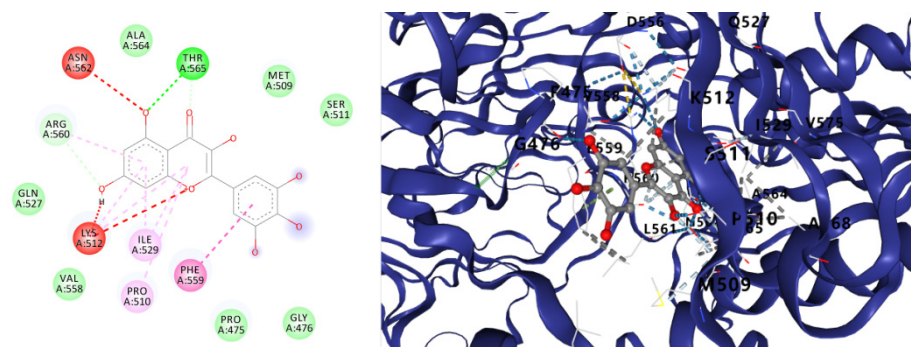 ALA
A:564
ASN
A:562
THR
A:565
MET
A:509
SER
A:511
ARG
A:560
GLN
A:527
LYS
A:512
ILE
A:529
VAL
A:558
PRO
A:510
PHE
A:559
PRO
A:475
GLY
A:476
O
O
O
O
H
O
O
O
O
D556
Q527
P475
V558
K512
I529
V575
G476
S511
A564
L561
P510
M509